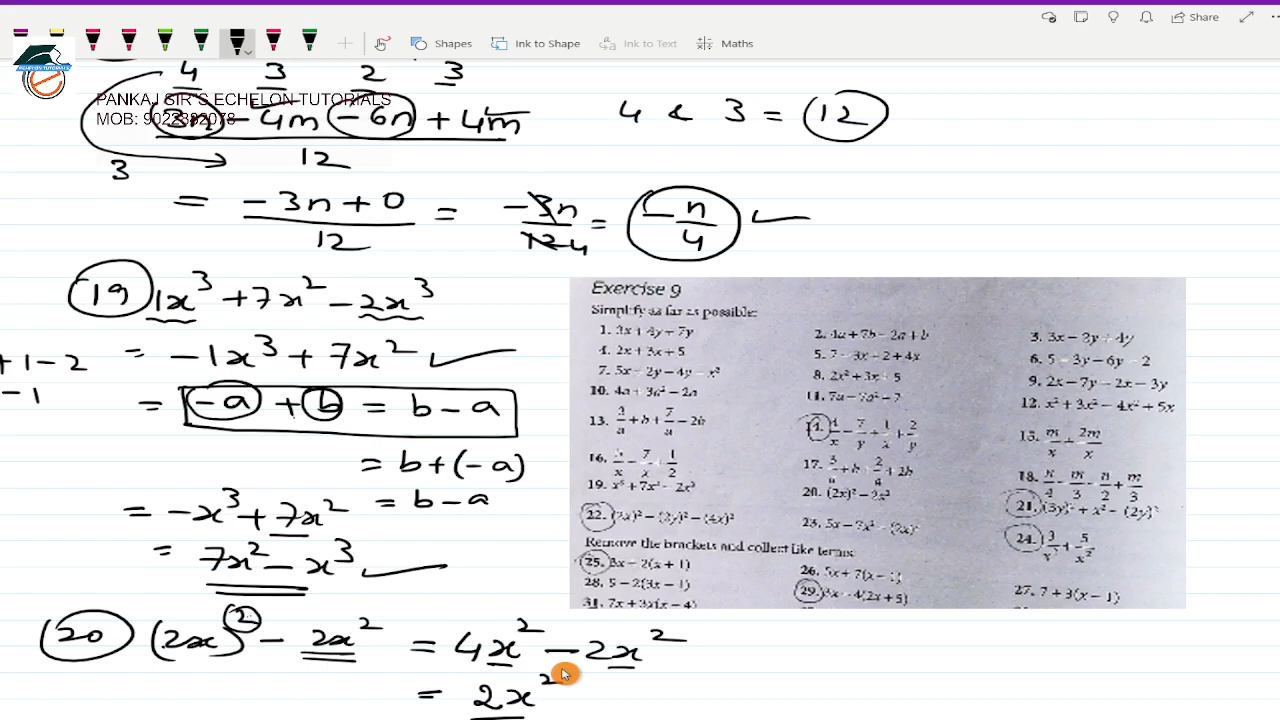 Share
Shapes Ink to Shape Ink to Text Maths
4 3 2 3
PANKAJ SIR'S ECHELON TUTORIALS
MOB: 9022382078
3n - 4m - 6n + 4m
12
3
4 & 3 = 12
= -3n + 0 / 12 = -3n / 12 4 = - n / 4
19 1x³ + 7x² - 2x³
+ 1 - 2
- 1
= -1x³ + 7x²
= -a + b = b - a
= b + (-a)
= b - a
= -x³ + 7x²
= 7x² - x³
20 (2x)² - 2x² = 4x² - 2x²
= 2x²
Exercise 9
Simplify as far as possible:
1. 3x + 4y + 7y 2. 4a + 7b - 2a + b 3. 3x - 2y + 4y
4. 2x + 3x + 5 5. 7 - 3x - 2 + 4x 6. 5 - 3y - 6y - 2
7. 5x + 2y - 4y - x² 8. 2x² + 3x + 5 9. 2x - 7y - 2x - 3y
10. 4a + 3a² - 2a 11. 7a - 7a² - 7 12. x² + 3x² - 4x² + 5x
13. 3/a + b + 7/a - 2b 14. 4/x - 7/y + 1/x + 2/y 15. m/x + 2m/x
16. 5/x - 7/x + 1/2 17. 3/a + b + 2/a + 2b 18. n/4 - m/3 - n/2 + m/3
19. x³ + 7x² - 2x³ 20. (2x)² - 2x² 21. (3y)² + x² - (2y)²
22. (7x)² - (2y)² - (4x)² 23. 5x - 7x² - (2x)² 24. 3/x² + 5/x²
Remove the brackets and collect like terms:
25. 3x - 2(x + 1) 26. 5x + 7(x - 1) 27. 7 + 3(x - 1)
28. 5 - 2(3x - 1) 29. 3x - 4(2x + 5)
31. 7x + 3x(x - 4)